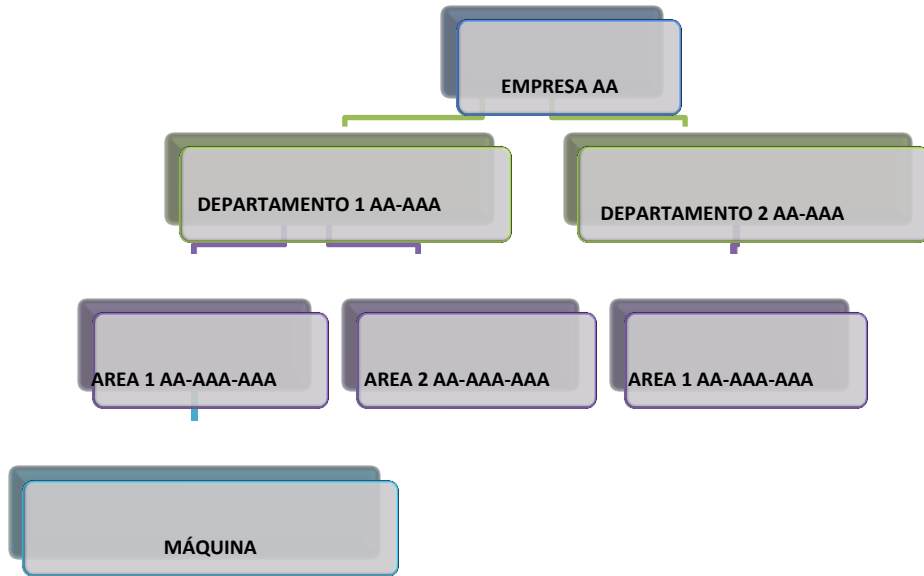 EMPRESA AA
DEPARTAMENTO 1 AA-AAA
DEPARTAMENTO 2 AA-AAA
AREA 1 AA-AAA-AAA
AREA 2 AA-AAA-AAA
AREA 1 AA-AAA-AAA
MÁQUINA